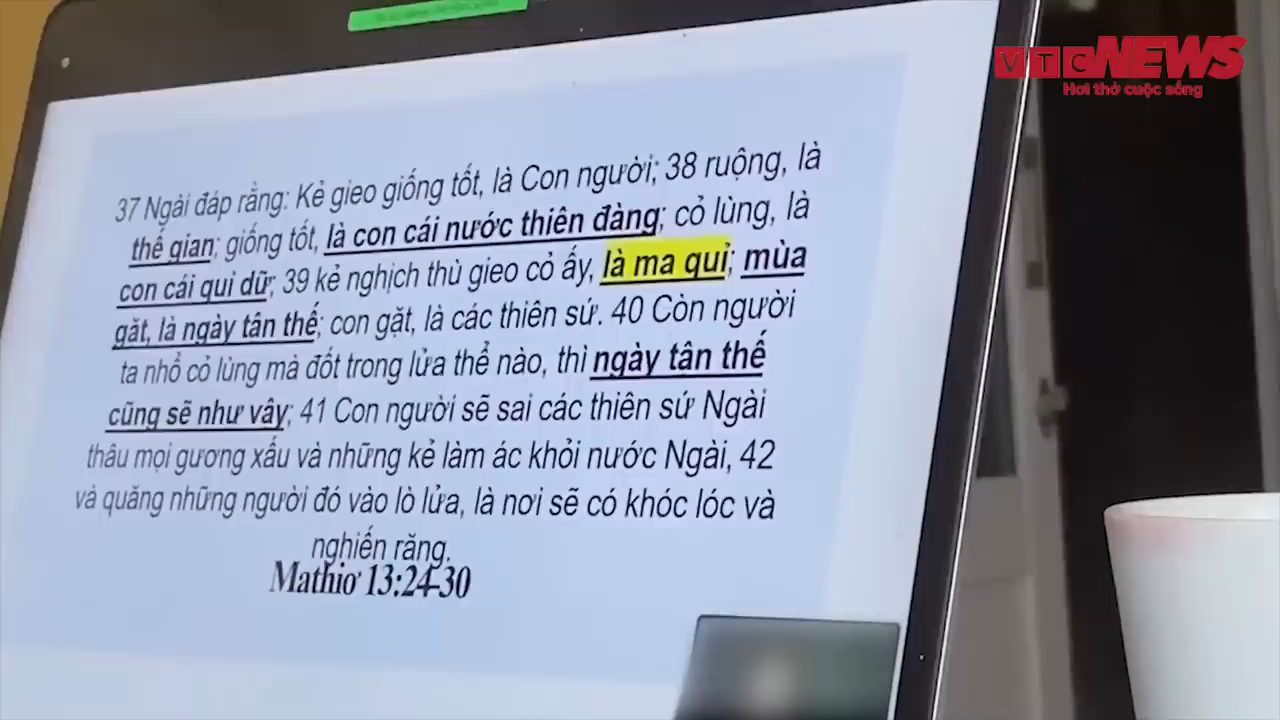 VTC NEWS
Hơi thở cuộc sống
37 Ngài đáp rằng: Kẻ gieo giống tốt, là Con người; 38 ruộng, là
thế gian; giống tốt, là con cái nước thiên đàng; cỏ lùng, là
con cái quỉ dữ; 39 kẻ nghịch thù gieo cỏ ấy, là ma quỉ; mùa
gặt, là ngày tận thế; con gặt, là các thiên sứ. 40 Còn người
ta nhổ cỏ lùng mà đốt trong lửa thể nào, thì ngày tận thế
cũng sẽ như vậy; 41 Con người sẽ sai các thiên sứ Ngài
thâu mọi gương xấu và những kẻ làm ác khỏi nước Ngài, 42
và quăng những người đó vào lò lửa, là nơi sẽ có khóc lóc và
nghiến răng.
Mathiơ 13:24-30